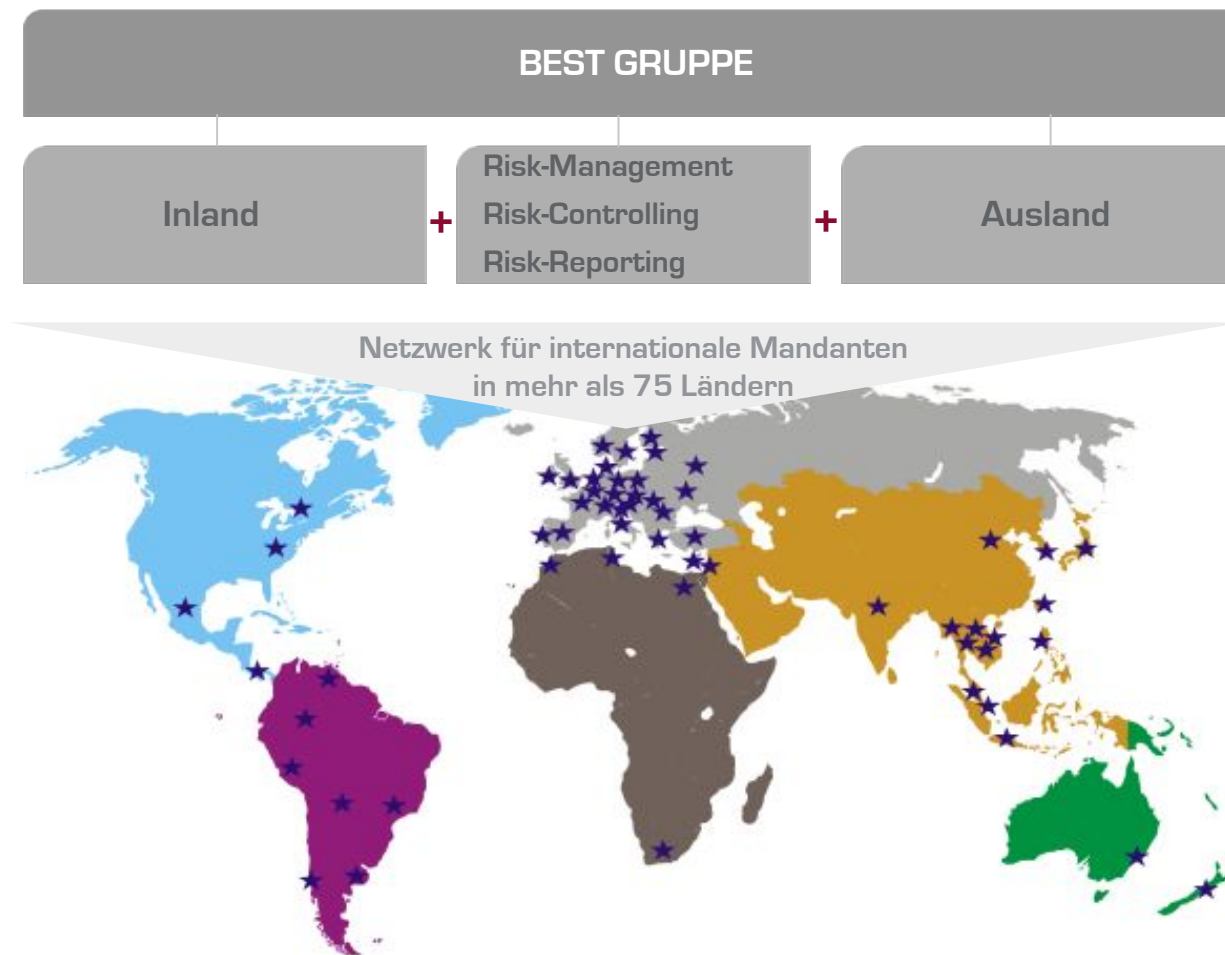 BEST GRUPPE
Inland
+
Risk-Management
Risk-Controlling
Risk-Reporting
+
Ausland
Netzwerk für internationale Mandanten
in mehr als 75 Ländern